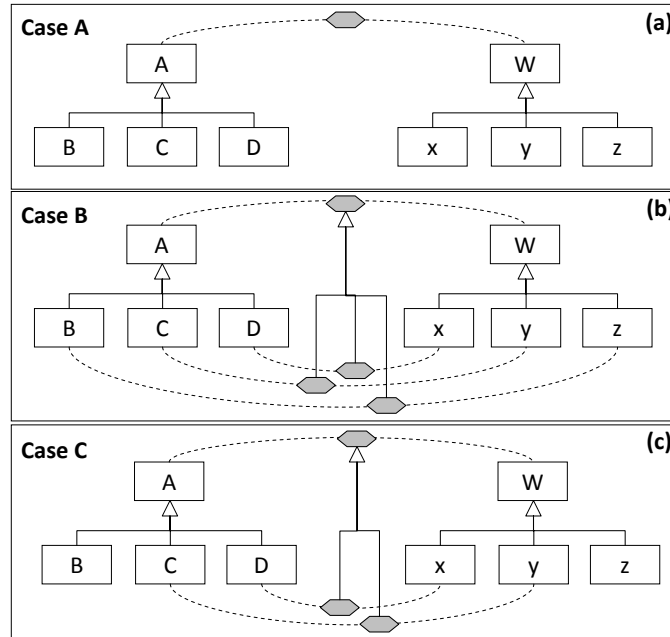 Case A (a)
A W
B C D x y z
Case B (b)
A W
B C D x y z
Case C (c)
A W
B C D x y z